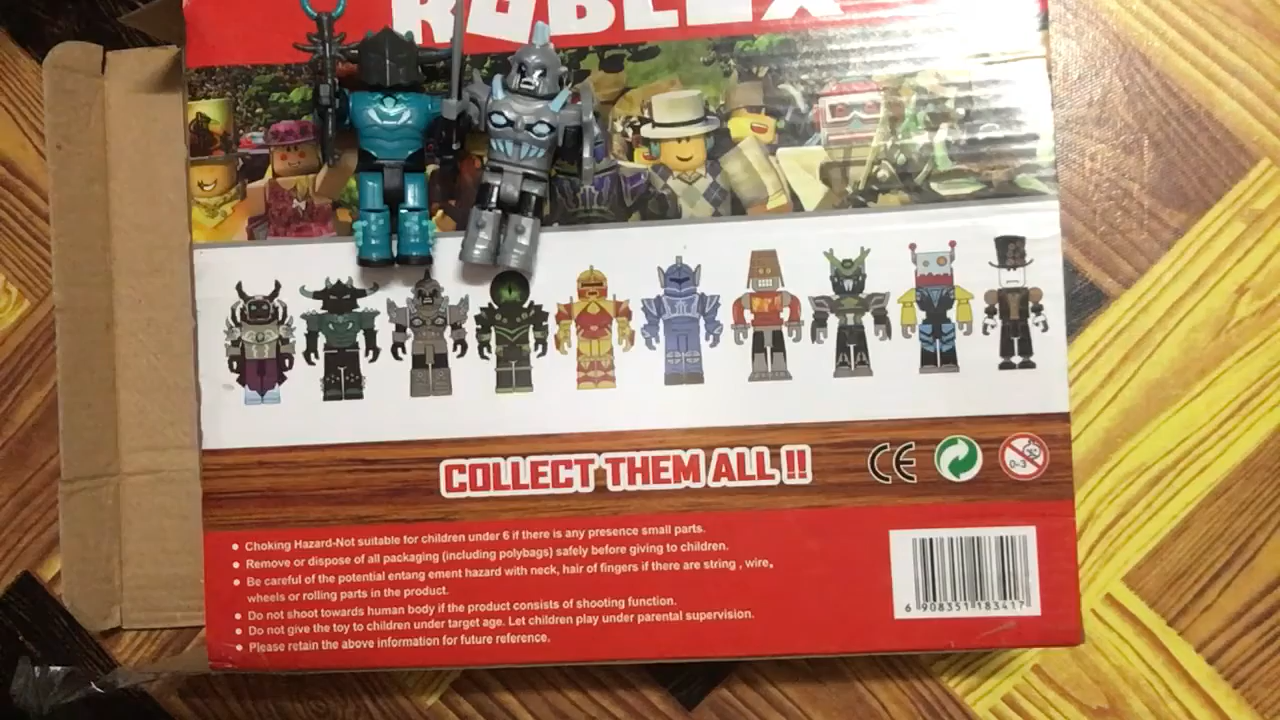 ROBLOX
COLLECT THEM ALL !!
CE
0-3
Choking Hazard-Not suitable for children under 6 if there is any presence small parts.
Remove or dispose of all packaging (including polybags) safely before giving to children.
Be careful of the potential entang ement hazard with neck, hair of fingers if there are string , wire,
wheels or rolling parts in the product.
Do not shoot towards human body if the product consists of shooting function.
Do not give the toy to children under target age. Let children play under parental supervision.
Please retain the above information for future reference.
6 908351 183417